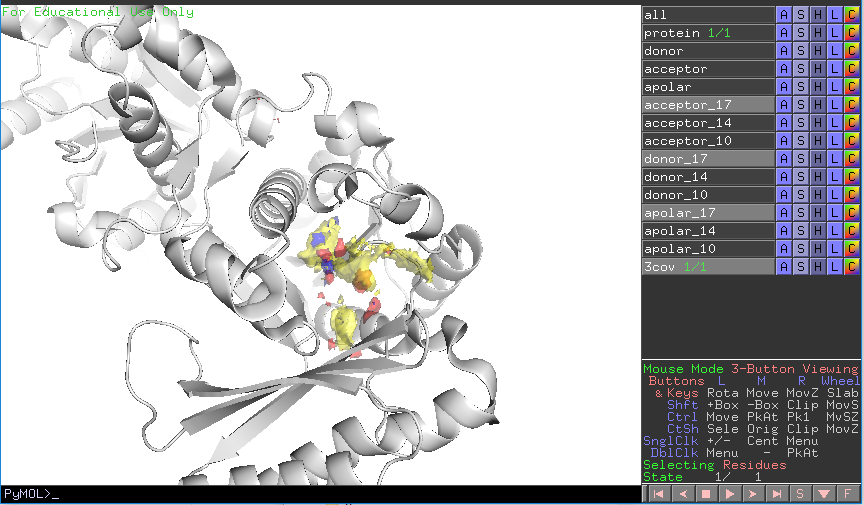 For Educational Use Only
all A S H L C
protein 1/1 A S H L C
donor A S H L C
acceptor A S H L C
apolar A S H L C
acceptor_17 A S H L C
acceptor_14 A S H L C
acceptor_10 A S H L C
donor_17 A S H L C
donor_14 A S H L C
donor_10 A S H L C
apolar_17 A S H L C
apolar_14 A S H L C
apolar_10 A S H L C
3cov 1/1 A S H L C
Mouse Mode 3-Button Viewing
Buttons L M R Wheel
& Keys Rota Move MovZ Slab
Shft +Box -Box Clip MovS
Ctrl Move PkAt Pk1 MvSZ
CtSh Sele Orig Clip MovZ
SnglClk +/- Cent Menu
DblClk Menu - PkAt
Selecting Residues
State 1/ 1
PyMOL>_
S F